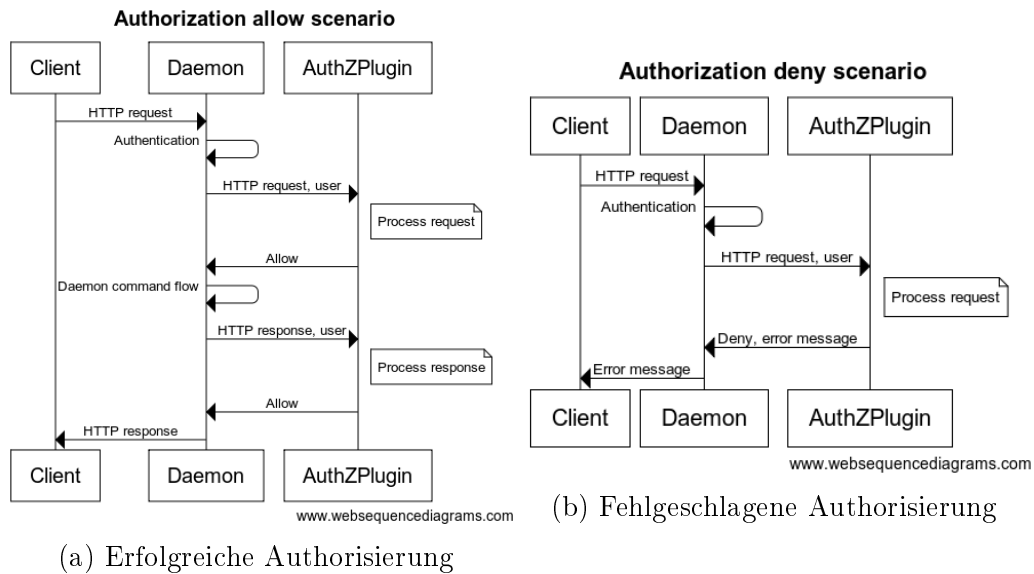 Authorization allow scenario
Client
Daemon
AuthZPlugin
HTTP request
Authentication
HTTP request, user
Process request
Allow
Daemon command flow
HTTP response, user
Process response
Allow
HTTP response
Client
Daemon
AuthZPlugin
www.websequencediagrams.com
(a) Erfolgreiche Authorisierung
Authorization deny scenario
Client
Daemon
AuthZPlugin
HTTP request
Authentication
HTTP request, user
Process request
Deny, error message
Error message
Client
Daemon
AuthZPlugin
www.websequencediagrams.com
(b) Fehlgeschlagene Authorisierung